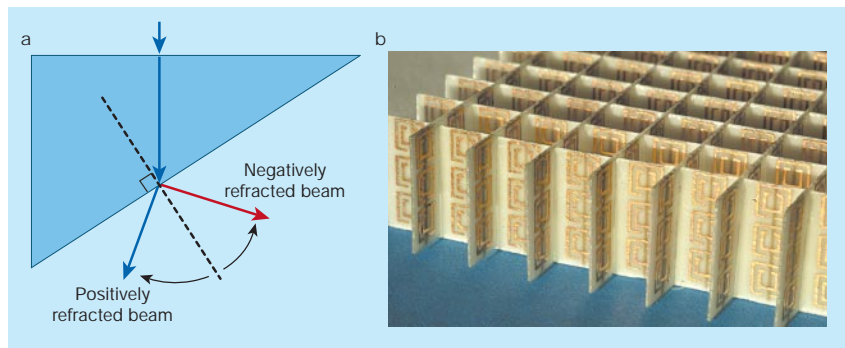 a
b
Negatively
refracted beam
Positively
refracted beam